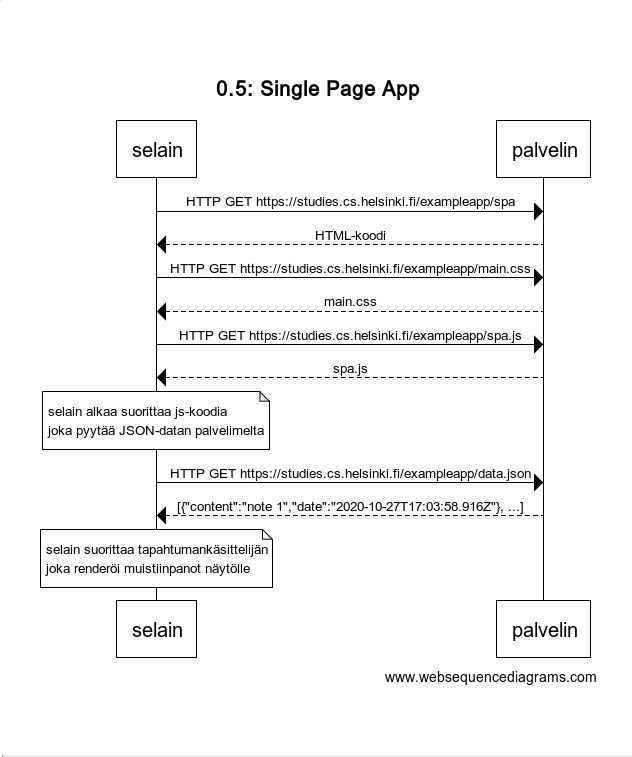 0.5: Single Page App
selain
palvelin
HTTP GET https://studies.cs.helsinki.fi/exampleapp/spa
HTML-koodi
HTTP GET https://studies.cs.helsinki.fi/exampleapp/main.css
main.css
HTTP GET https://studies.cs.helsinki.fi/exampleapp/spa.js
spa.js
selain alkaa suorittaa js-koodia
joka pyytää JSON-datan palvelimelta
HTTP GET https://studies.cs.helsinki.fi/exampleapp/data.json
[{"content":"note 1","date":"2020-10-27T17:03:58.916Z"}, ...]
selain suorittaa tapahtumankäsittelijän
joka renderöi muistiinpanot näytölle
selain
palvelin
www.websequencediagrams.com